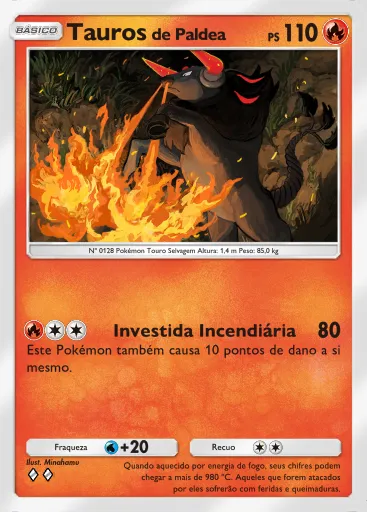 BÁSICO Tauros de Paldea PS 110
Nº 0128 Pokémon Touro Selvagem Altura: 1,4 m Peso: 85,0 kg
Investida Incendiária 80
Este Pokémon também causa 10 pontos de dano a si
mesmo.
Fraqueza +20 Recuo
Ilust. Minahamu
Quando aquecido por energia de fogo, seus chifres podem
chegar a mais de 980 °C. Aqueles que forem atacados
por eles sofrerão com feridas e queimaduras.